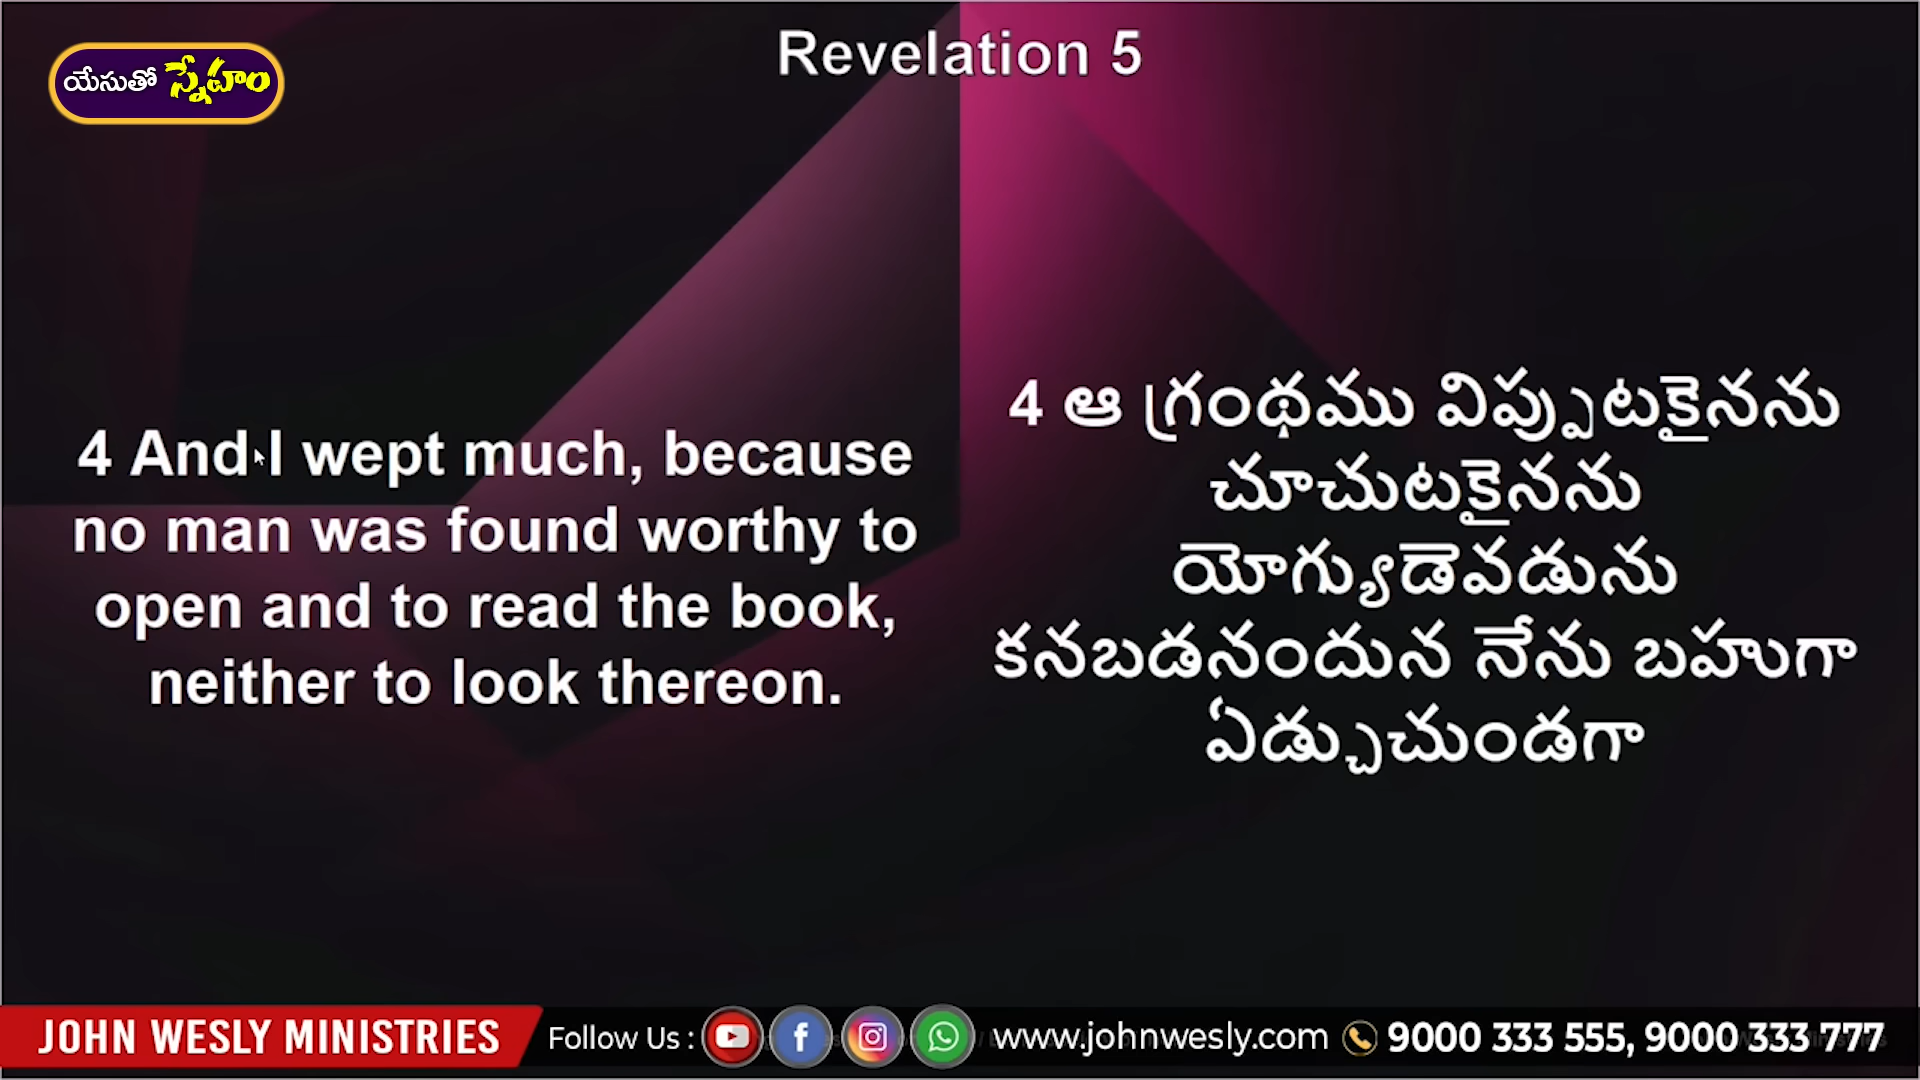 Revelation 5
యేసుతో స్నేహం
4 And I wept much, because
no man was found worthy to
open and to read the book,
neither to look thereon.
4 ఆ గ్రంథము విప్పుటకైనను
చూచుటకైనను
యోగ్యుడెవడును
కనబడనందున నేను బహుగా
ఏడ్చుచుండగా
JOHN WESLY MINISTRIES Follow Us : www.johnwesly.com 9000 333 555, 9000 333 777